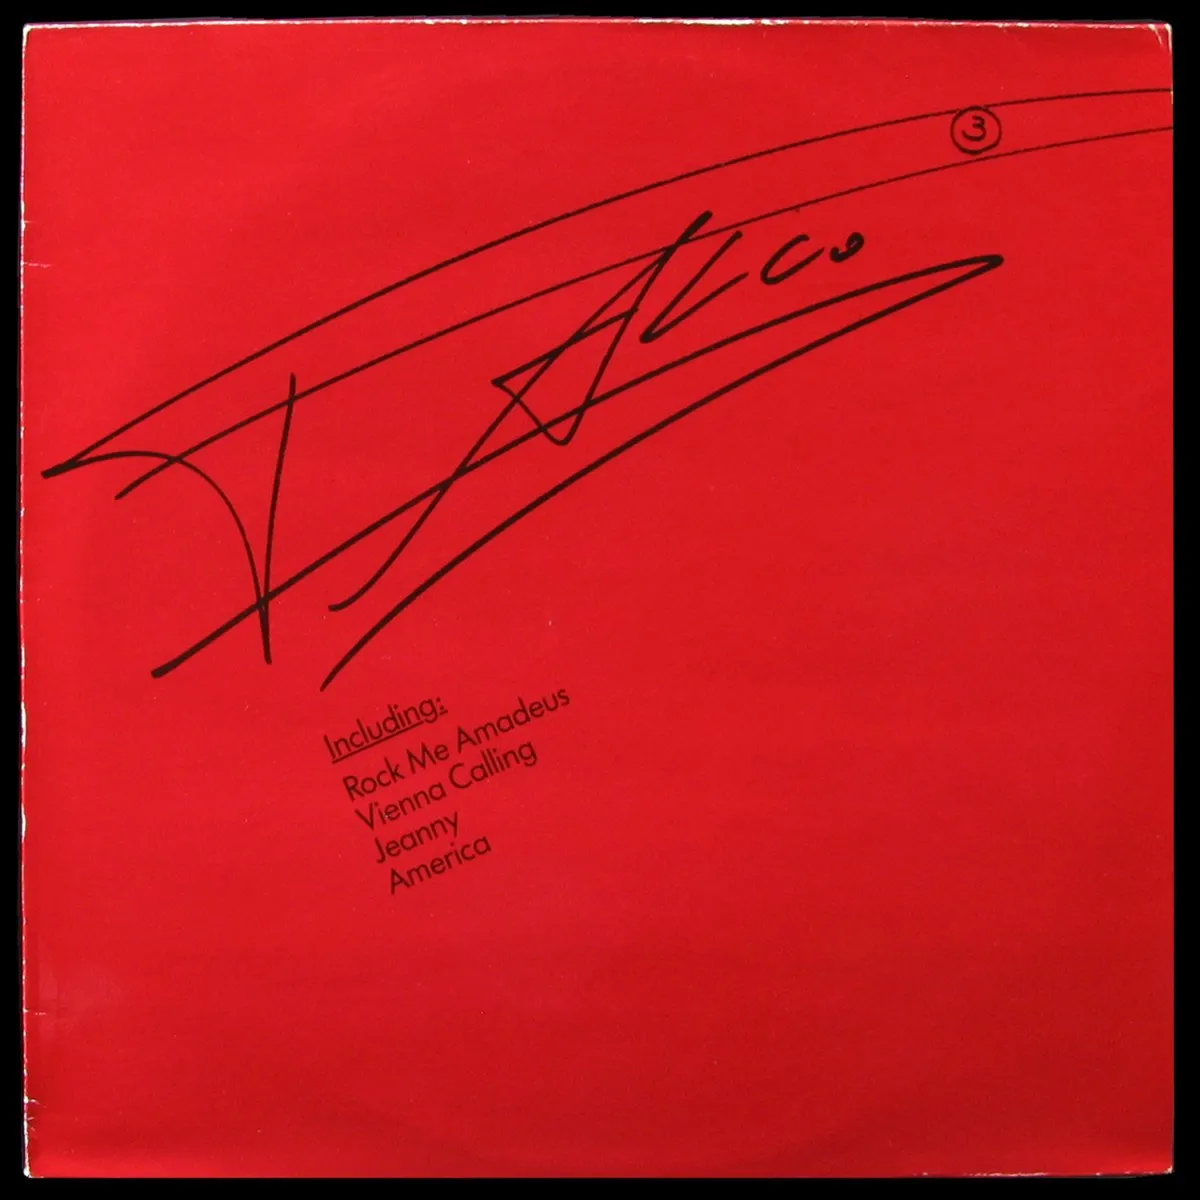 3
FALCO
Including:
Rock Me Amadeus
Vienna Calling
Jeanny
America